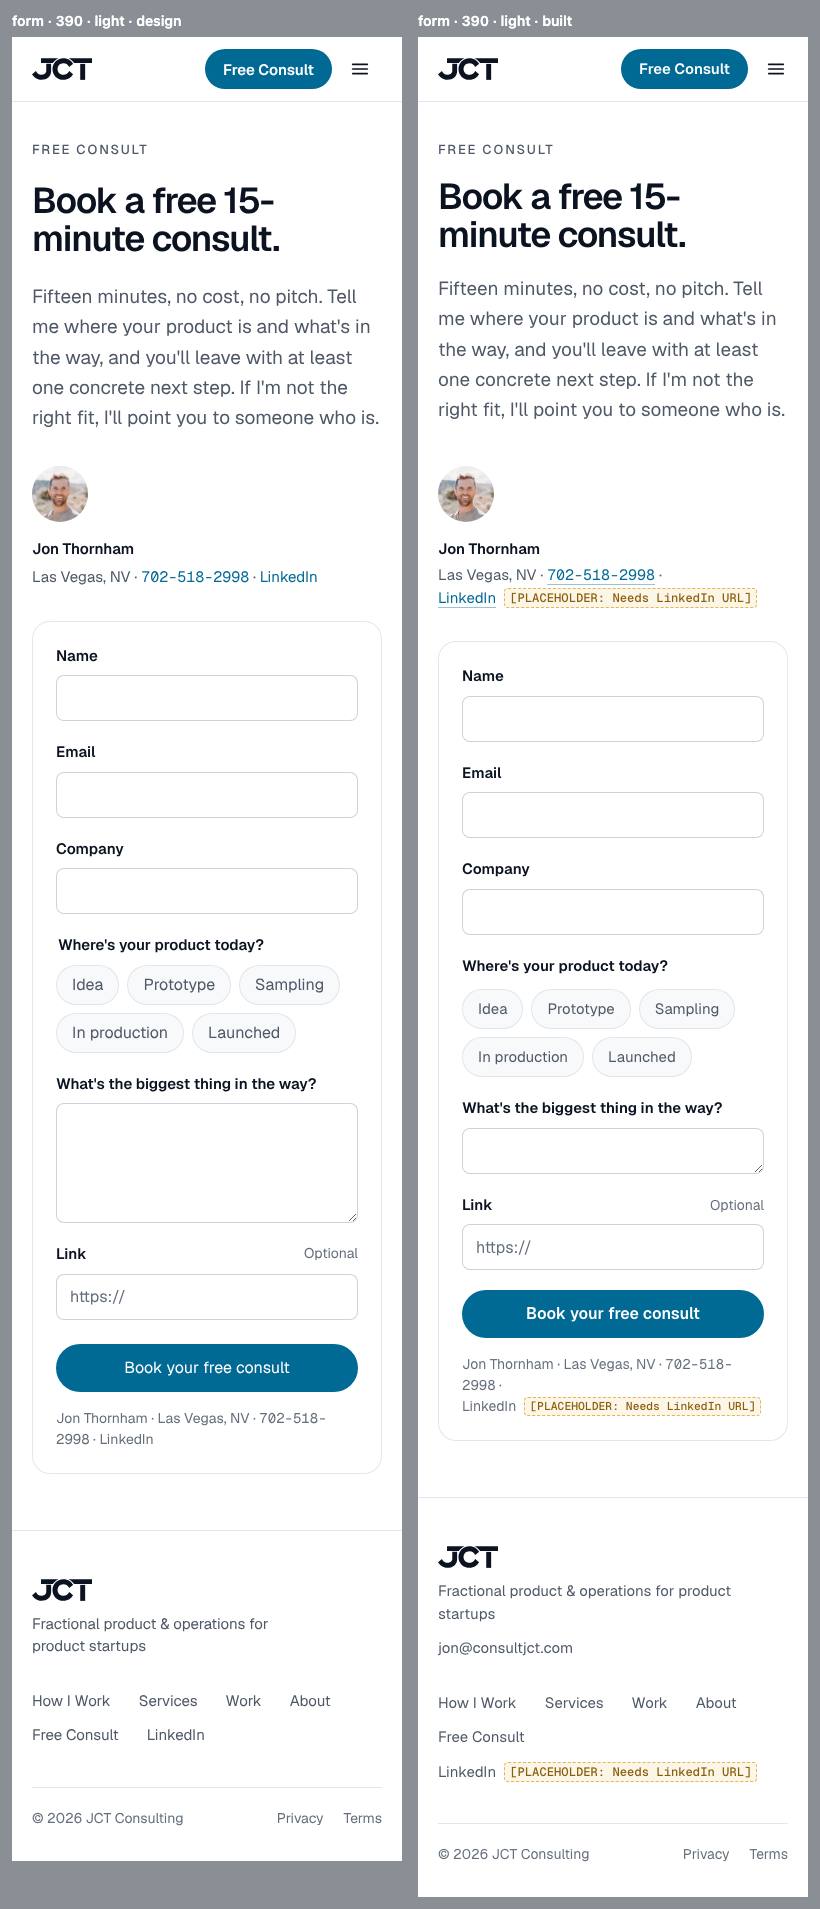 form · 390 · light · design
JCT
Free Consult
FREE CONSULT
Book a free 15-
minute consult.
Fifteen minutes, no cost, no pitch. Tell
me where your product is and what's in
the way, and you'll leave with at least
one concrete next step. If I'm not the
right fit, I'll point you to someone who is.
Jon Thornham
Las Vegas, NV · 702-518-2998 · LinkedIn
Name
Email
Company
Where's your product today?
Idea Prototype Sampling
In production Launched
What's the biggest thing in the way?
Link Optional
https://
Book your free consult
Jon Thornham · Las Vegas, NV · 702-518-
2998 · LinkedIn
JCT
Fractional product & operations for
product startups
How I Work Services Work About
Free Consult LinkedIn
© 2026 JCT Consulting Privacy Terms
form · 390 · light · built
JCT
Free Consult
FREE CONSULT
Book a free 15-
minute consult.
Fifteen minutes, no cost, no pitch. Tell
me where your product is and what's in
the way, and you'll leave with at least
one concrete next step. If I'm not the
right fit, I'll point you to someone who is.
Jon Thornham
Las Vegas, NV · 702-518-2998 ·
LinkedIn [PLACEHOLDER: Needs LinkedIn URL]
Name
Email
Company
Where's your product today?
Idea Prototype Sampling
In production Launched
What's the biggest thing in the way?
Link Optional
https://
Book your free consult
Jon Thornham · Las Vegas, NV · 702-518-
2998 ·
LinkedIn [PLACEHOLDER: Needs LinkedIn URL]
JCT
Fractional product & operations for product
startups
jon@consultjct.com
How I Work Services Work About
Free Consult
LinkedIn [PLACEHOLDER: Needs LinkedIn URL]
© 2026 JCT Consulting Privacy Terms